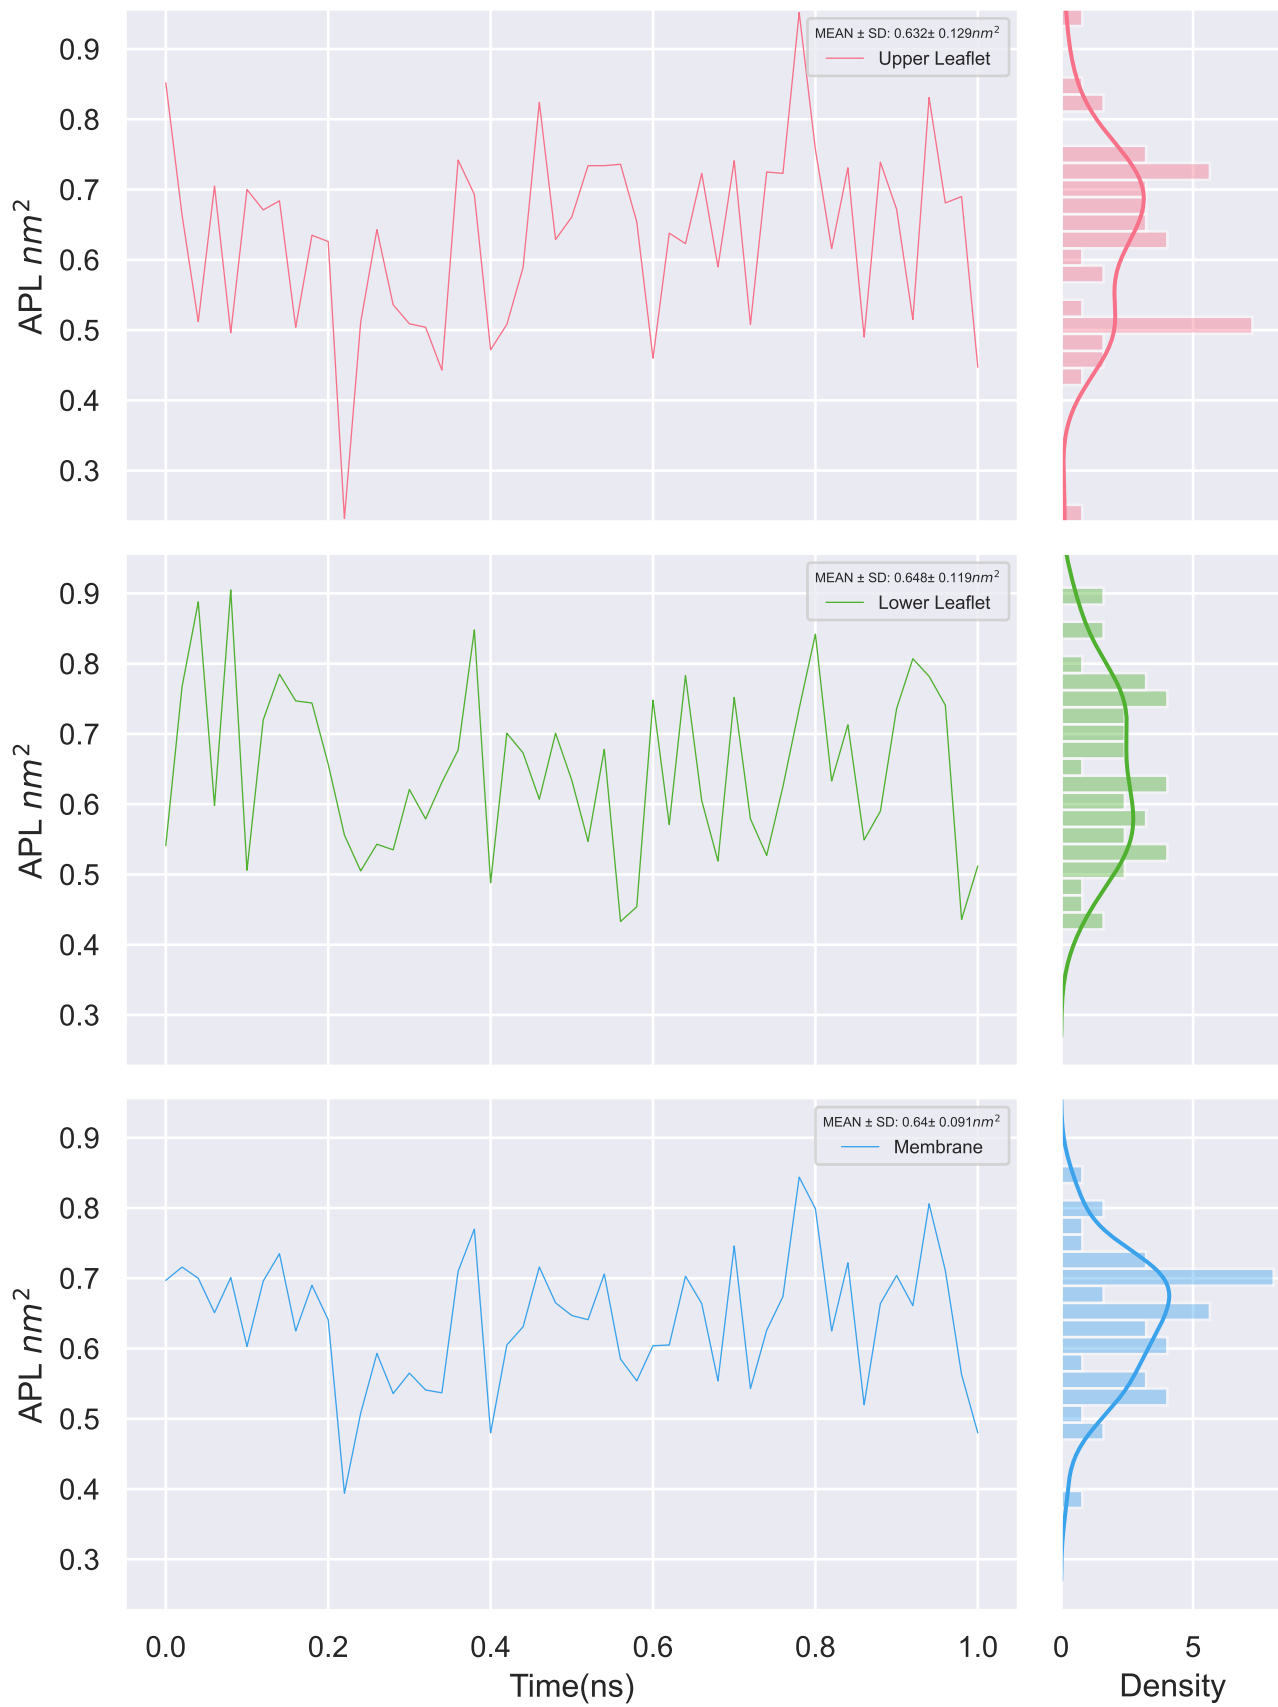 0.9
0.8
0.7
0.6
0.5
0.4
0.3
APL nm²
MEAN ± SD: 0.632± 0.129nm²
Upper Leaflet
0.9
0.8
0.7
0.6
0.5
0.4
0.3
APL nm²
MEAN ± SD: 0.648± 0.119nm²
Lower Leaflet
0.9
0.8
0.7
0.6
0.5
0.4
0.3
APL nm²
MEAN ± SD: 0.64± 0.091nm²
Membrane
0.0 0.2 0.4 0.6 0.8 1.0
Time(ns)
0 5
Density